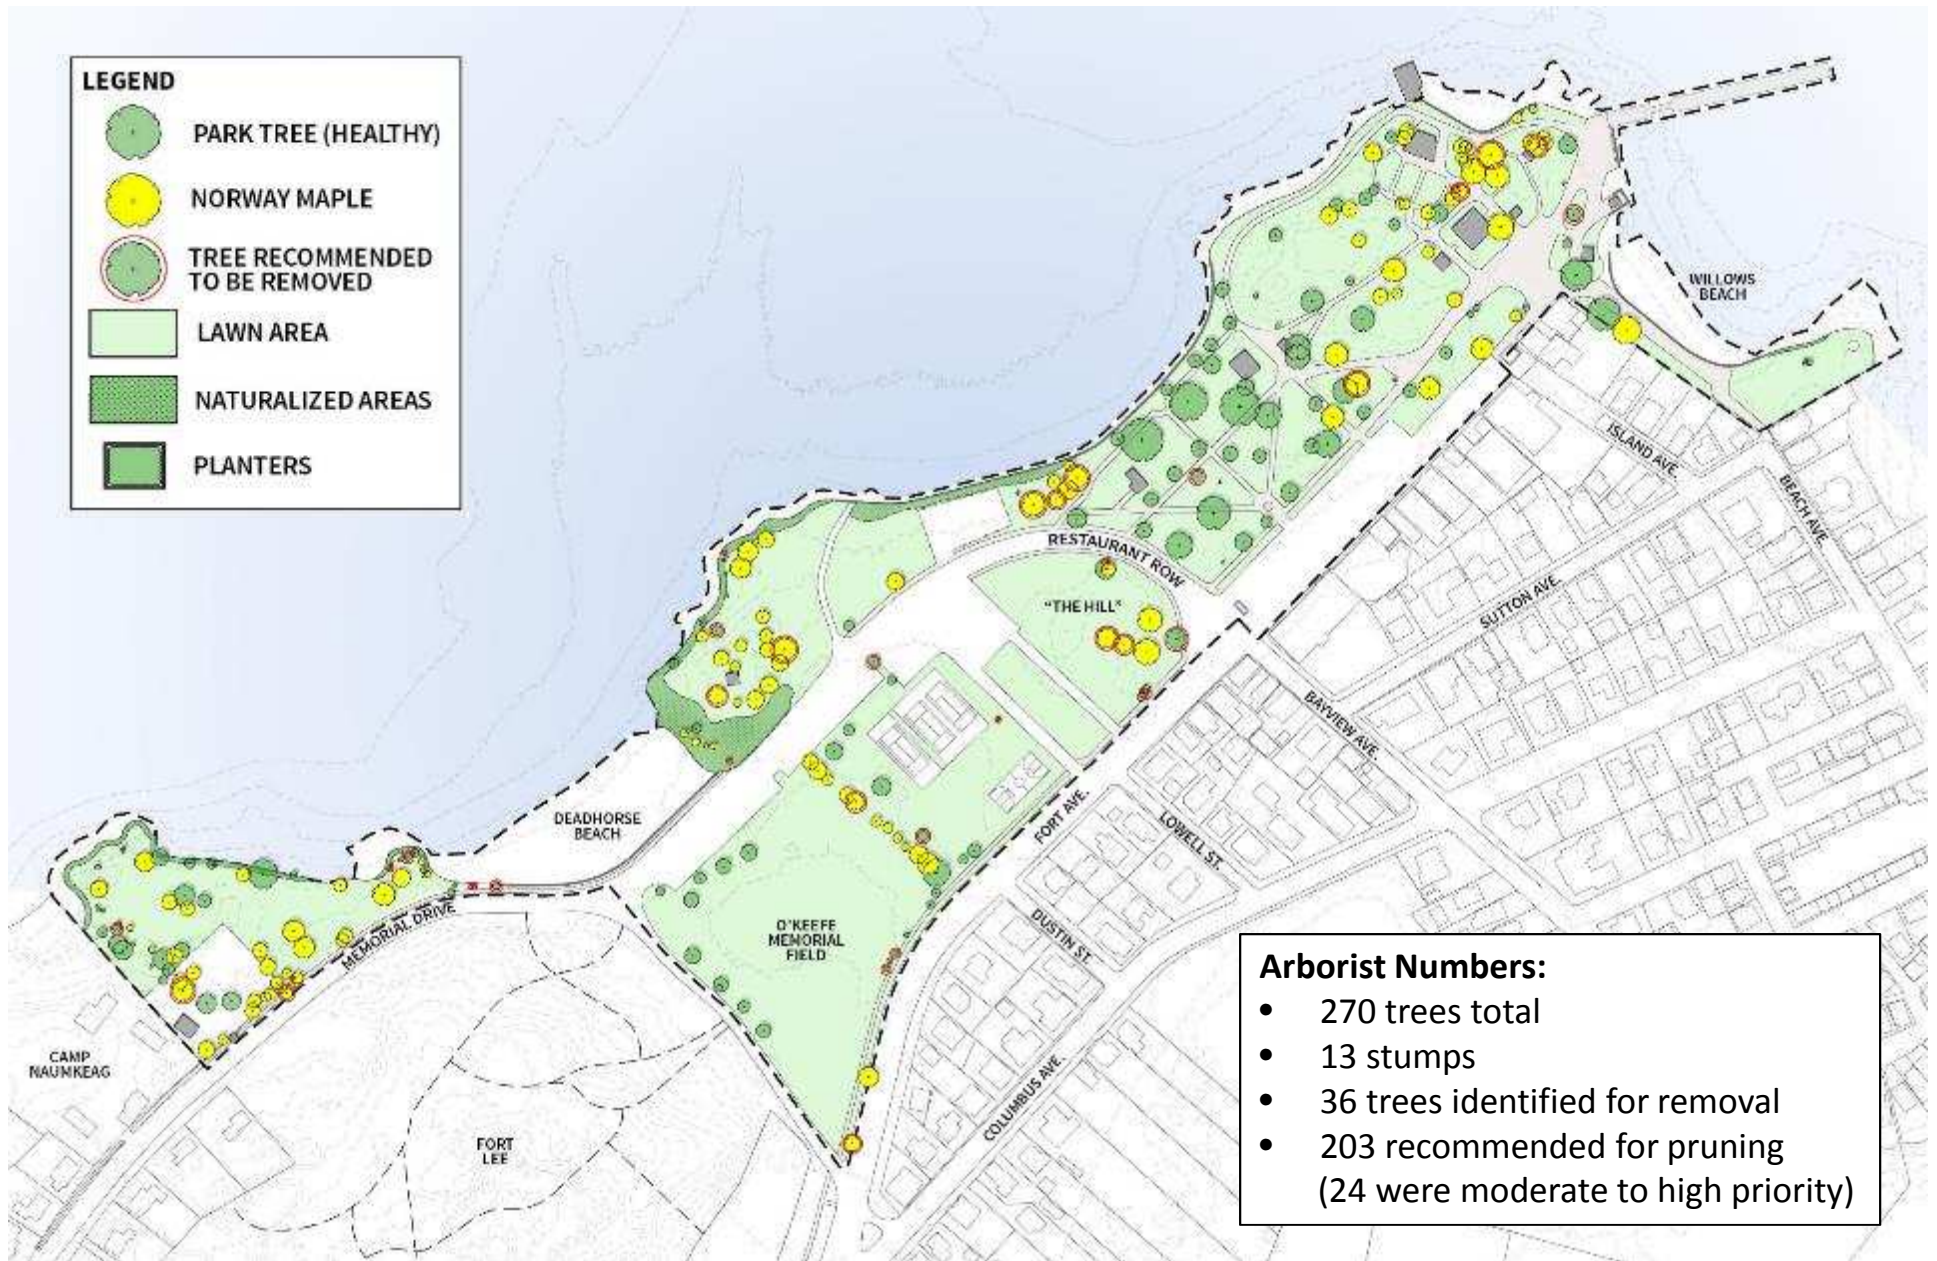 LEGEND
PARK TREE (HEALTHY)
NORWAY MAPLE
TREE RECOMMENDED
TO BE REMOVED
LAWN AREA
NATURALIZED AREAS
PLANTERS
WILLOWS
BEACH
ISLAND AVE.
BEACH AVE.
RESTAURANT ROW
"THE HILL"
SUTTON AVE.
BAYVIEW AVE.
DEADHORSE
BEACH
FORT AVE.
LOWELL ST.
MEMORIAL DRIVE
O'KEEFE
MEMORIAL
FIELD
DUSTIN ST.
CAMP
NAUMKEAG
FORT
LEE
COLUMBUS AVE.
Arborist Numbers:
• 270 trees total
• 13 stumps
• 36 trees identified for removal
• 203 recommended for pruning
(24 were moderate to high priority)